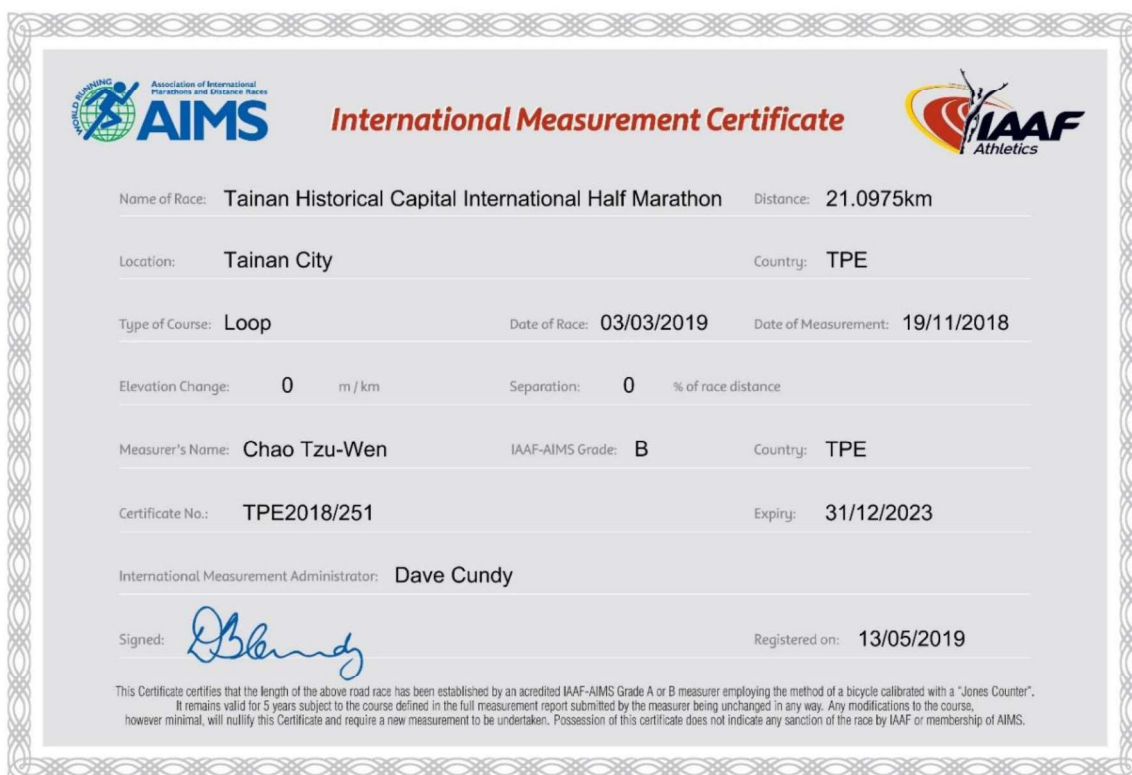 WORLD RUNNING
Association of International
Marathons and Distance Races
AIMS
International Measurement Certificate
IAAF
Athletics
Name of Race: Tainan Historical Capital International Half Marathon Distance: 21.0975km
Location: Tainan City Country: TPE
Type of Course: Loop Date of Race: 03/03/2019 Date of Measurement: 19/11/2018
Elevation Change: 0 m / km Separation: 0 % of race distance
Measurer's Name: Chao Tzu-Wen IAAF-AIMS Grade: B Country: TPE
Certificate No.: TPE2018/251 Expiry: 31/12/2023
International Measurement Administrator: Dave Cundy
Signed: Registered on: 13/05/2019
This Certificate certifies that the length of the above road race has been established by an acredited IAAF-AIMS Grade A or B measurer employing the method of a bicycle calibrated with a "Jones Counter".
It remains valid for 5 years subject to the course defined in the full measurement report submitted by the measurer being unchanged in any way. Any modifications to the course,
however minimal, will nullify this Certificate and require a new measurement to be undertaken. Possession of this certificate does not indicate any sanction of the race by IAAF or membership of AIMS.